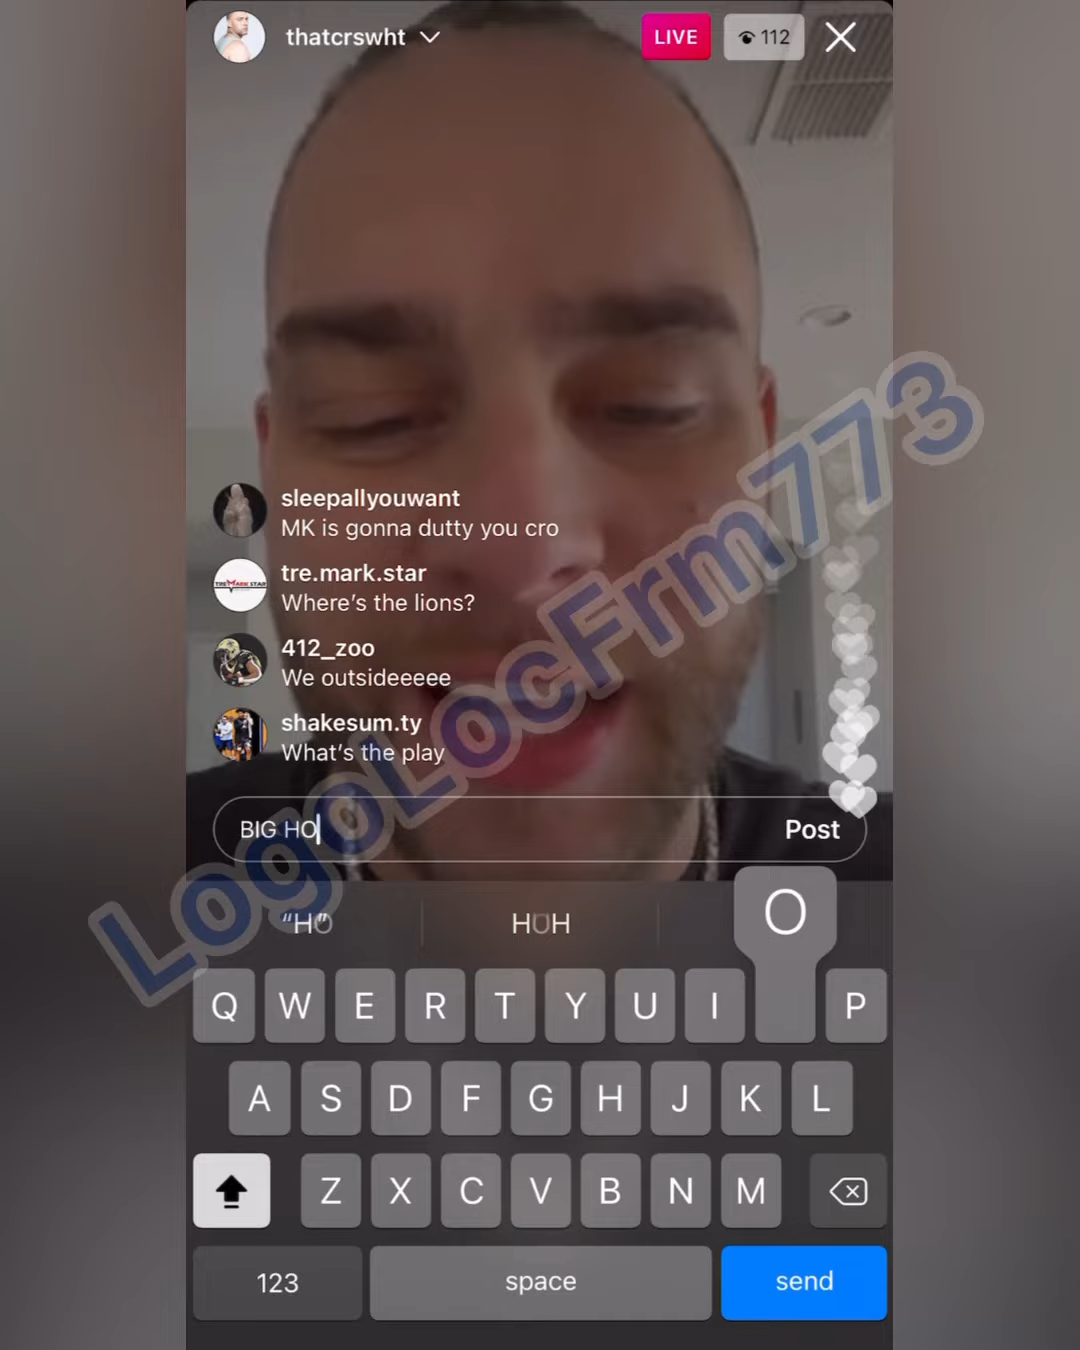 thatcrswht
LIVE
112
sleepallyouwant
MK is gonna dutty you cro
tre.mark.star
Where's the lions?
412_zoo
We outsideeeee
shakesum.ty
What's the play
BIG HO
Post
LogoLocFrm773
"HO"
HUH
O
Q W E R T Y U I P
A S D F G H J K L
Z X C V B N M
123
space
send